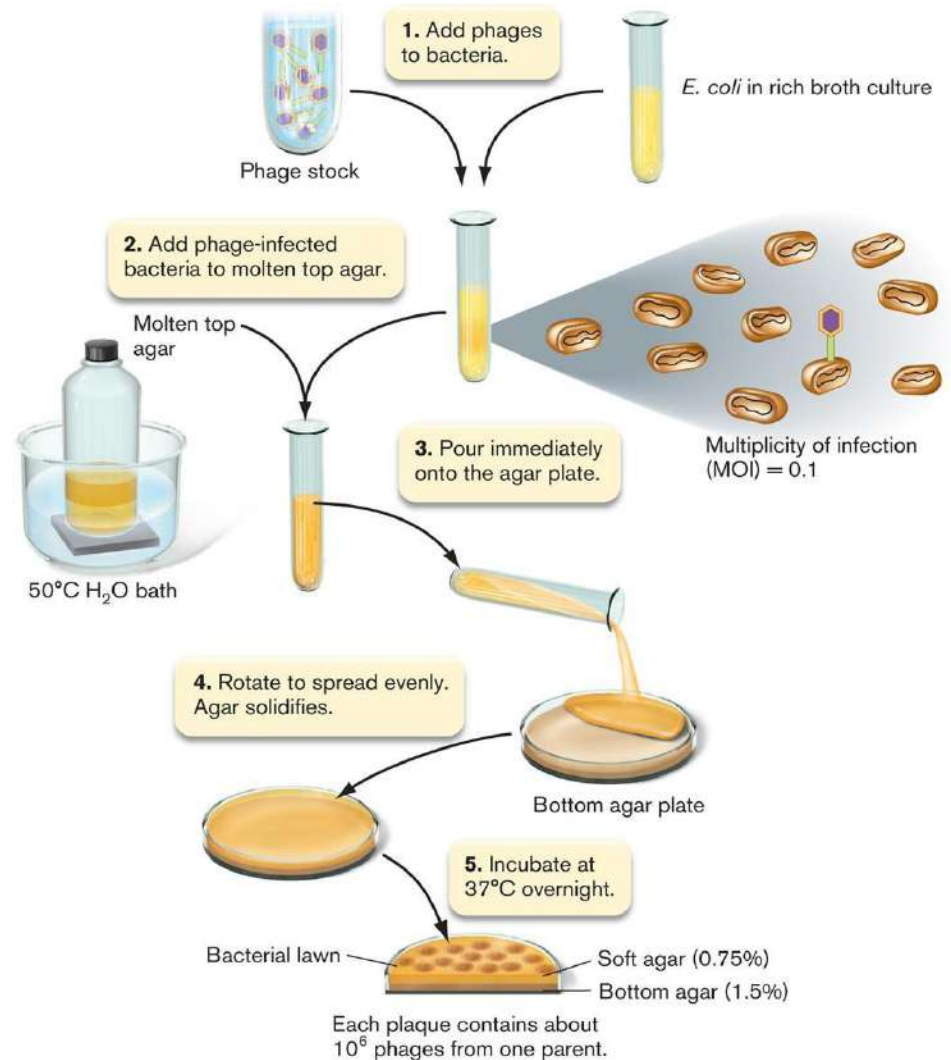 1. Add phages
to bacteria.
E. coli in rich broth culture
Phage stock
2. Add phage-infected
bacteria to molten top agar.
Molten top
agar
3. Pour immediately
onto the agar plate.
Multiplicity of infection
(MOI) = 0.1
50°C H₂O bath
4. Rotate to spread evenly.
Agar solidifies.
Bottom agar plate
5. Incubate at
37°C overnight.
Bacterial lawn
Soft agar (0.75%)
Bottom agar (1.5%)
Each plaque contains about
10⁶ phages from one parent.